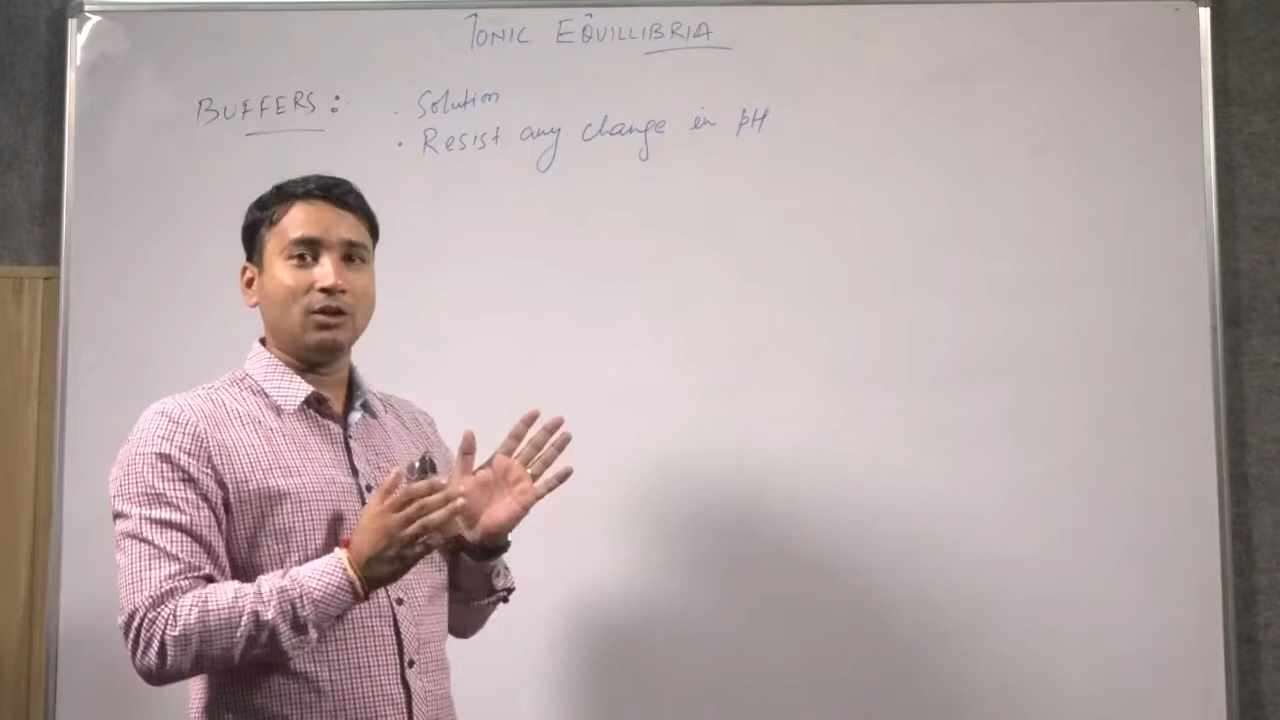 IONIC EQUILLIBRIA
BUFFERS : . Solution
. Resist any change in pH